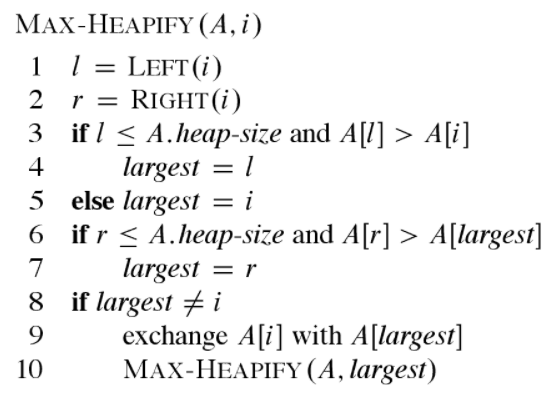 MAX-HEAPIFY(A, i)
1 l = LEFT(i)
2 r = RIGHT(i)
3 if l ≤ A.heap-size and A[l] > A[i]
4 largest = l
5 else largest = i
6 if r ≤ A.heap-size and A[r] > A[largest]
7 largest = r
8 if largest ≠ i
9 exchange A[i] with A[largest]
10 MAX-HEAPIFY(A, largest)